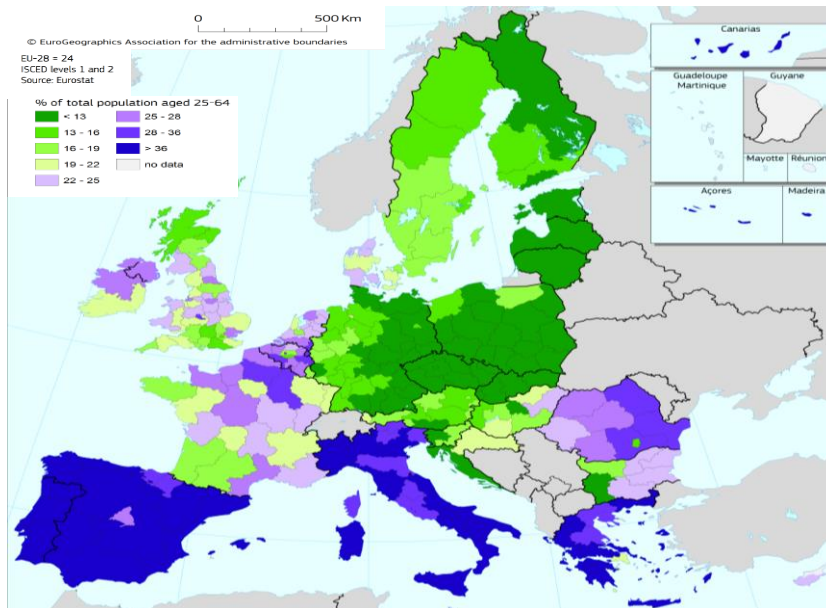 0 500 Km
© EuroGeographics Association for the administrative boundaries
EU-28 = 24
ISCED levels 1 and 2
Source: Eurostat
% of total population aged 25-64
< 13
13 - 16
16 - 19
19 - 22
22 - 25
25 - 28
28 - 36
> 36
no data
Canarias
Guadeloupe
Martinique
Guyane
Mayotte
Réunion
Açores
Madeira